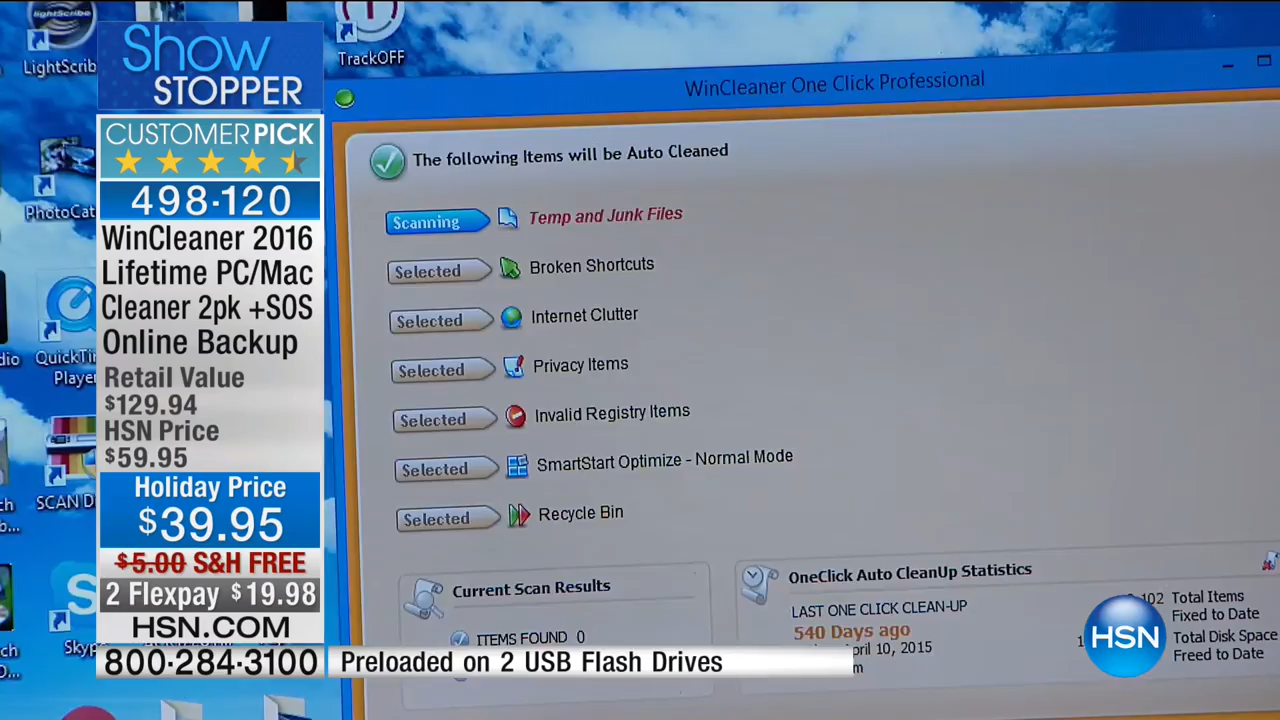 Show
STOPPER
CUSTOMER PICK
498-120
WinCleaner 2016
Lifetime PC/Mac
Cleaner 2pk +SOS
Online Backup
Retail Value
$129.94
HSN Price
$59.95
Holiday Price
$39.95
$5.00 S&H FREE
2 Flexpay $19.98
HSN.COM
800-284-3100
Preloaded on 2 USB Flash Drives
LightScrib
TrackOFF
PhotoCat
QuickTim
Player
SCAN Di
Skyp
WinCleaner One Click Professional
The following Items will be Auto Cleaned
Scanning Temp and Junk Files
Selected Broken Shortcuts
Selected Internet Clutter
Selected Privacy Items
Selected Invalid Registry Items
Selected SmartStart Optimize - Normal Mode
Selected Recycle Bin
Current Scan Results
ITEMS FOUND 0
OneClick Auto CleanUp Statistics
LAST ONE CLICK CLEAN-UP
540 Days ago
April 10, 2015
102 Total Items
Fixed to Date
Total Disk Space
Freed to Date
HSN